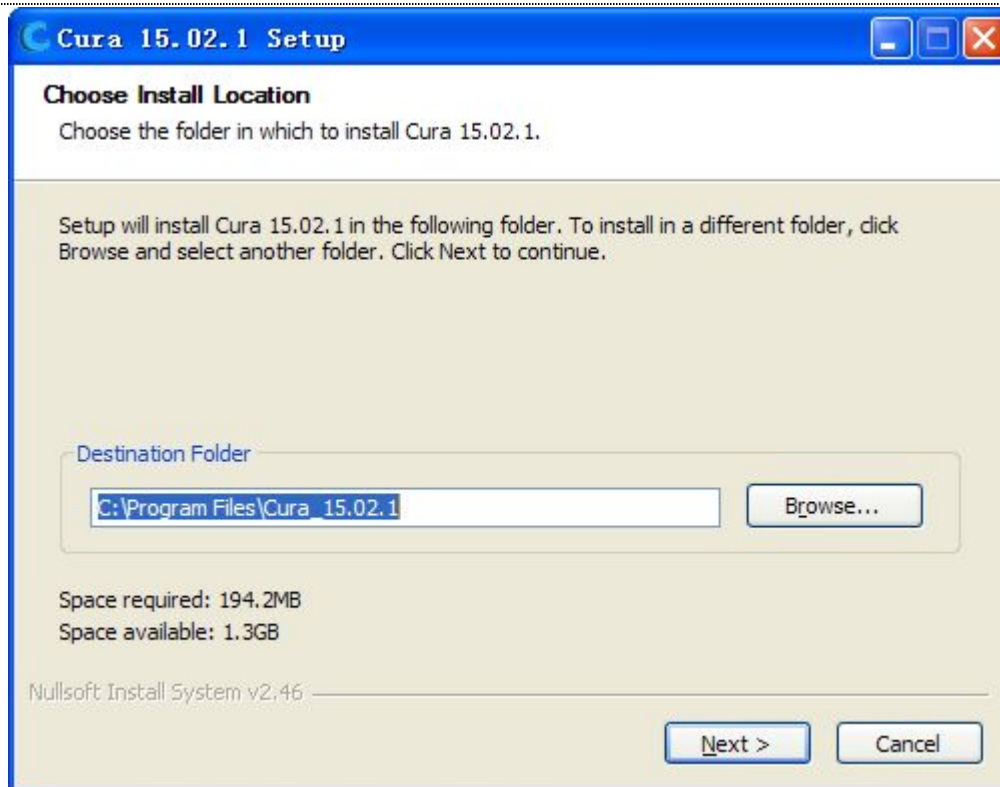 Cura 15.02.1 Setup
Choose Install Location
Choose the folder in which to install Cura 15.02.1.
Setup will install Cura 15.02.1 in the following folder. To install in a different folder, click
Browse and select another folder. Click Next to continue.
Destination Folder
C:\Program Files\Cura_15.02.1
Browse...
Space required: 194.2MB
Space available: 1.3GB
Nullsoft Install System v2.46
Next >
Cancel